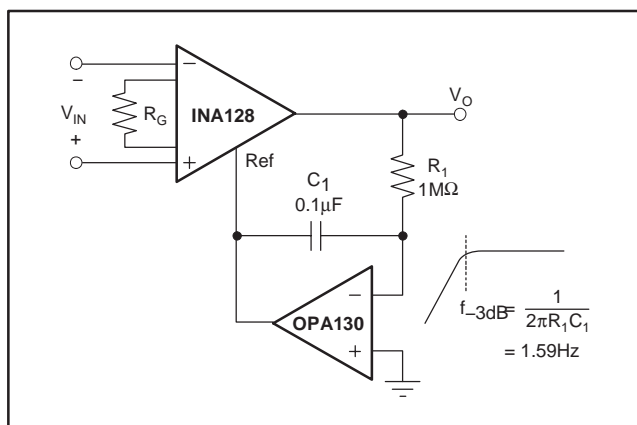 −
V_IN
+
R_G
−
INA128
+
Ref
V_O
R_1
1MΩ
C_1
0.1µF
−
OPA130
+
f_−3dB = 1 / 2πR_1C_1
= 1.59Hz